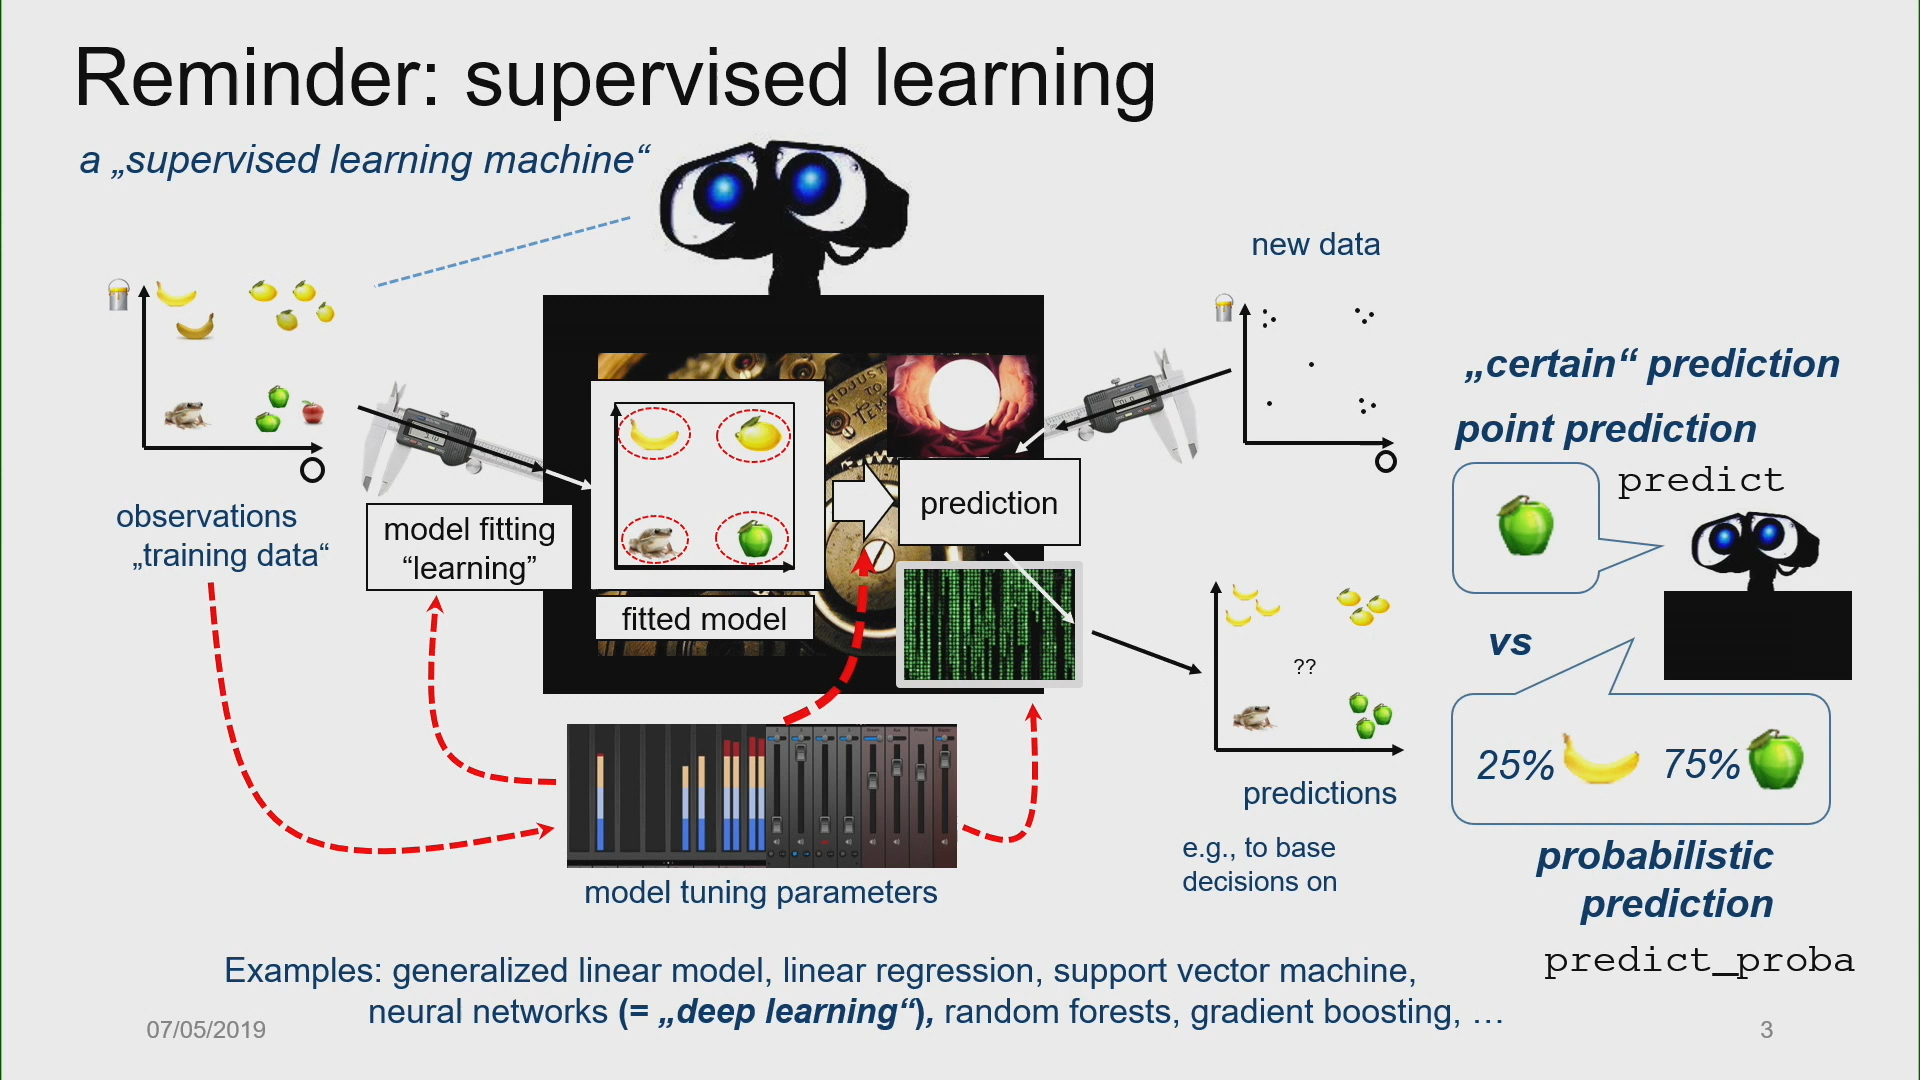 Reminder: supervised learning
a „supervised learning machine“
new data
observations
„training data“
model fitting
“learning”
fitted model
prediction
ADJUST
TO
predictions
??
e.g., to base
decisions on
model tuning parameters
„certain“ prediction
point prediction
predict
vs
25% 75%
probabilistic
prediction
predict_proba
Examples: generalized linear model, linear regression, support vector machine,
neural networks (= „deep learning“), random forests, gradient boosting, …
07/05/2019
3